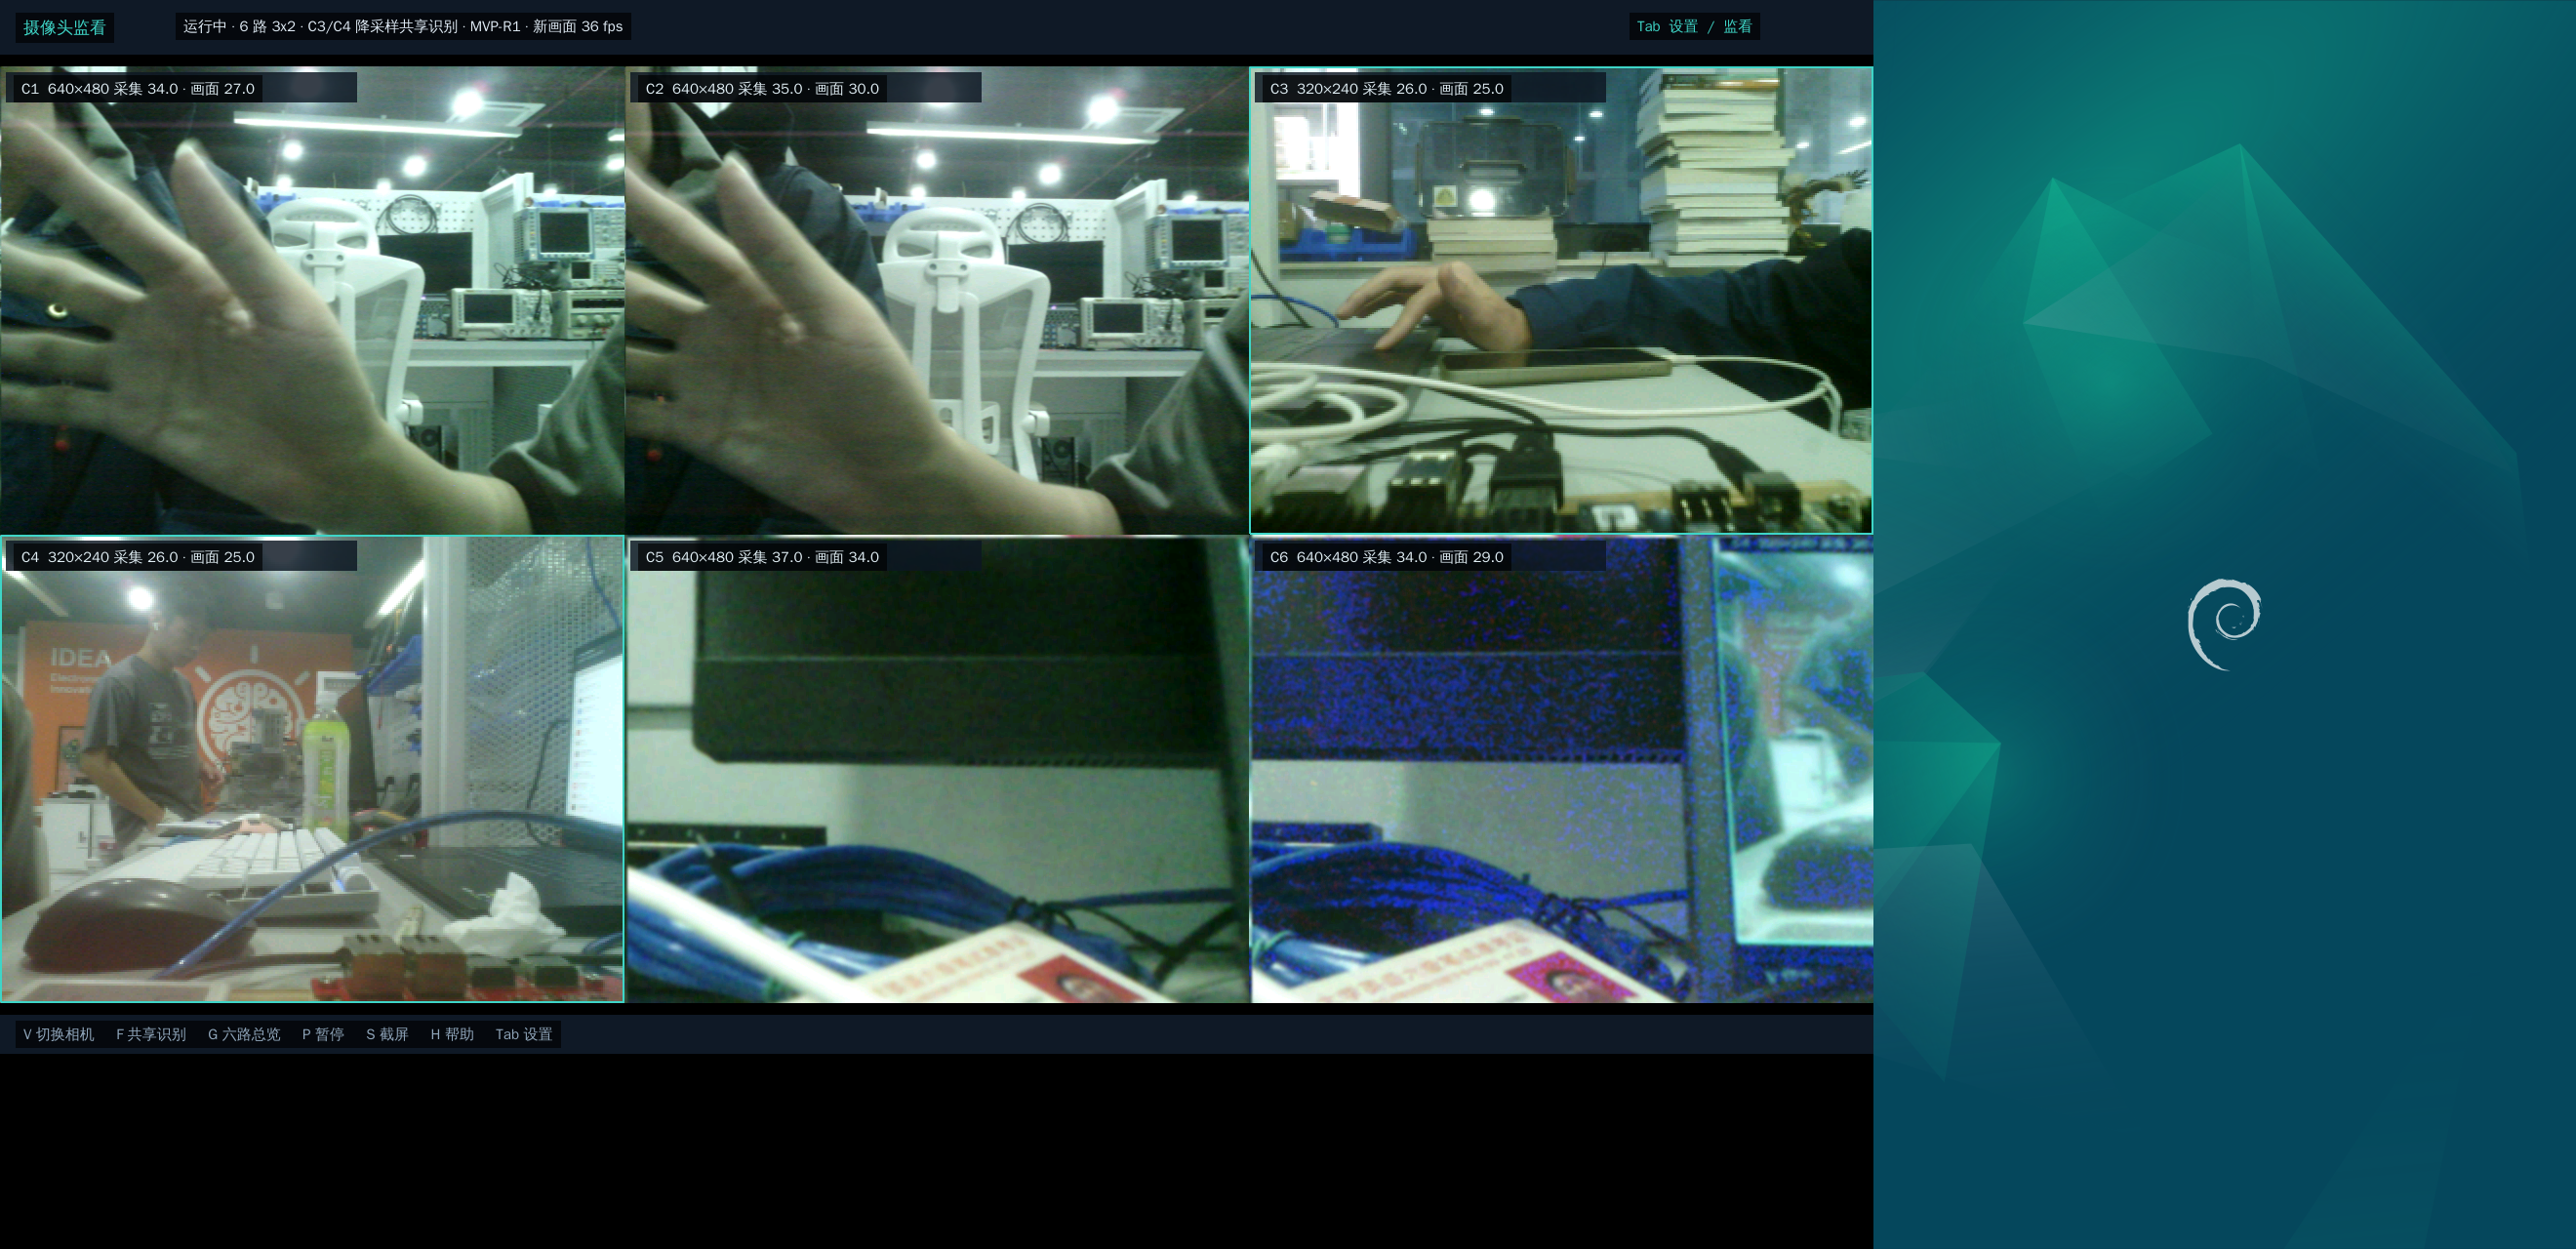 摄像头监看
运行中 · 6 路 3x2 · C3/C4 降采样共享识别 · MVP-R1 · 新画面 36 fps
Tab 设置 / 监看
C1 640×480 采集 34.0 · 画面 27.0
C2 640×480 采集 35.0 · 画面 30.0
C3 320×240 采集 26.0 · 画面 25.0
C4 320×240 采集 26.0 · 画面 25.0
IDEA
C5 640×480 采集 37.0 · 画面 34.0
C6 640×480 采集 34.0 · 画面 29.0
V 切换相机 F 共享识别 G 六路总览 P 暂停 S 截屏 H 帮助 Tab 设置